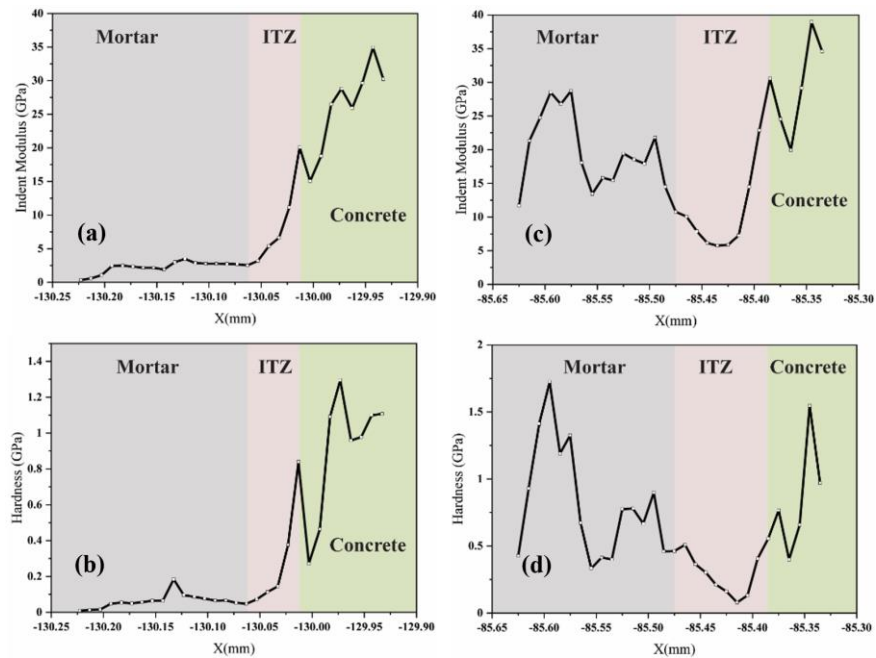 40
35
30
25
20
15
10
5
0
Indent Modulus (GPa)
Mortar
ITZ
Concrete
(a)
-130.25
-130.20
-130.15
-130.10
-130.05
-130.00
-129.95
-129.90
X(mm)
40
35
30
25
20
15
10
5
0
Indent Modulus (GPa)
Mortar
ITZ
Concrete
(c)
-85.60
-85.55
-85.50
-85.45
-85.40
-85.35
-85.30
X(mm)
1.4
1.2
1.0
0.8
0.6
0.4
0.2
0
Hardness (GPa)
Mortar
ITZ
Concrete
(b)
-130.25
-130.20
-130.15
-130.10
-130.05
-130.00
-129.95
-129.90
X(mm)
2
1.5
1
0.5
0
Hardness (GPa)
Mortar
ITZ
Concrete
(d)
-85.60
-85.55
-85.50
-85.45
-85.40
-85.35
-85.30
X(mm)